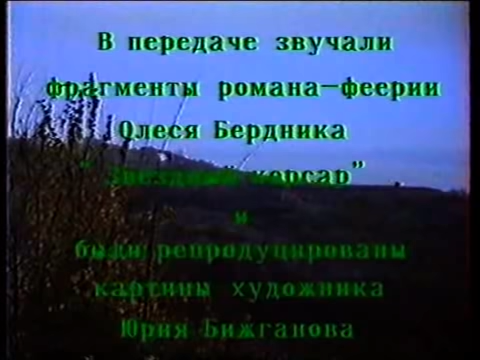 В передаче звучали
фрагменты романа-феерии
Олеся Бердника
"Звездный корсар"
и
были репродуцированы
картины художника
Юрия Бижганова